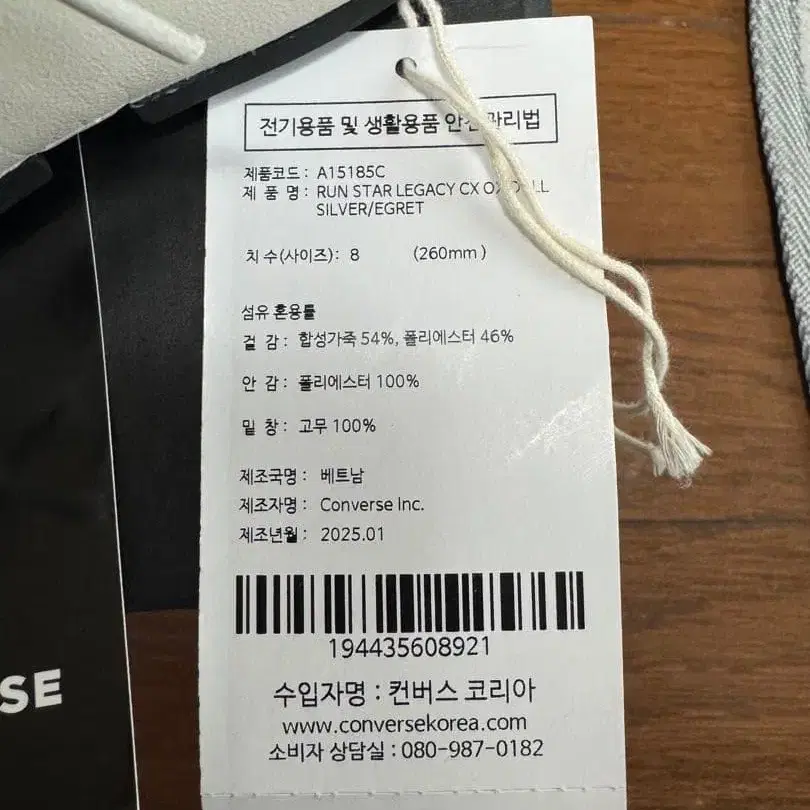 전기용품 및 생활용품 안전관리법
제품코드 : A15185C
제 품 명 : RUN STAR LEGACY CX OX
SILVER/EGRET
치 수(사이즈) : 8 (260mm )
섬유 혼용률
겉 감 : 합성가죽 54%, 폴리에스터 46%
안 감 : 폴리에스터 100%
밑 창 : 고무 100%
제조국명 : 베트남
제조자명 : Converse Inc.
제조년월 : 2025.01
194435608921
수입자명 : 컨버스 코리아
www.conversekorea.com
소비자 상담실 : 080-987-0182
SE